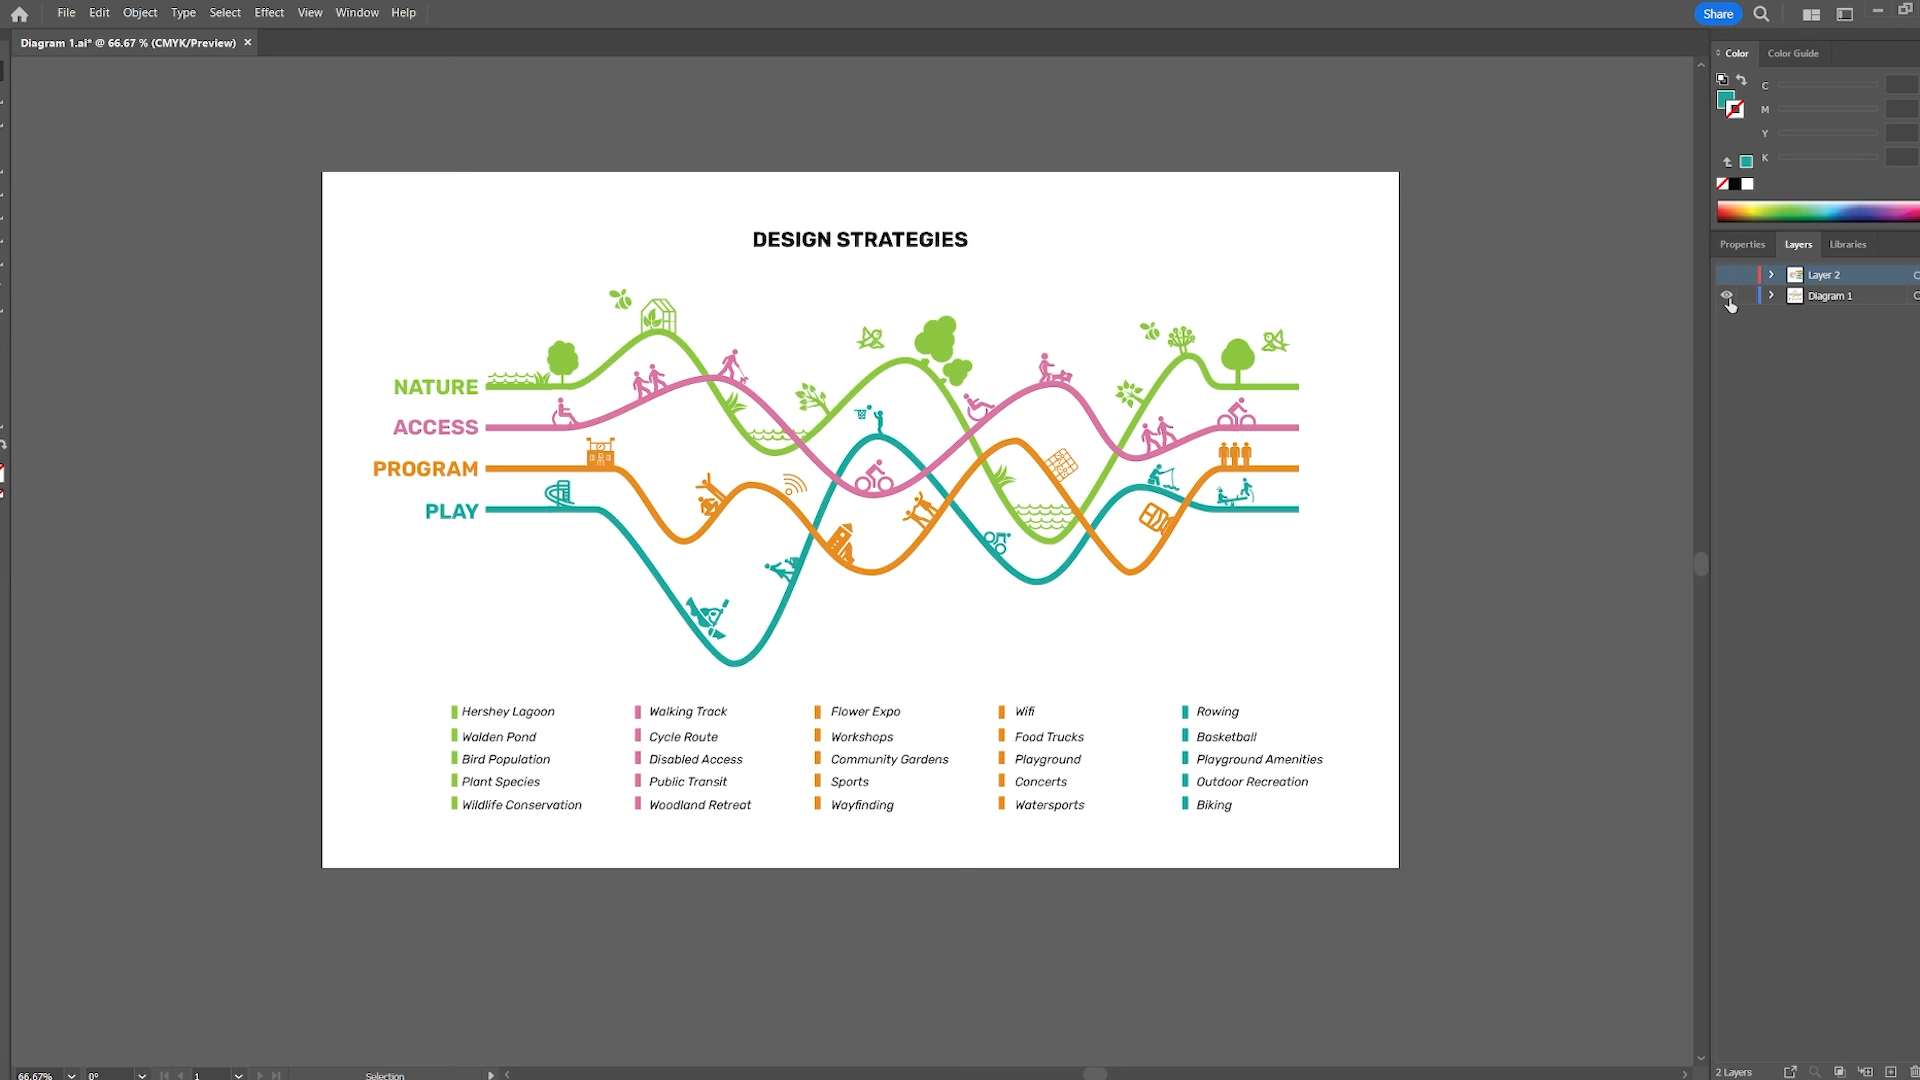 File Edit Object Type Select Effect View Window Help
Share
Diagram 1.ai* @ 66.67 % (CMYK/Preview) ×
Color Color Guide
C
M
Y
K
Properties Layers Libraries
Layer 2
Diagram 1
DESIGN STRATEGIES
NATURE
ACCESS
PROGRAM
PLAY
Hershey Lagoon Walking Track Flower Expo Wifi Rowing
Walden Pond Cycle Route Workshops Food Trucks Basketball
Bird Population Disabled Access Community Gardens Playground Playground Amenities
Plant Species Public Transit Sports Concerts Outdoor Recreation
Wildlife Conservation Woodland Retreat Wayfinding Watersports Biking
66.67% 0° 1 Selection
2 Layers